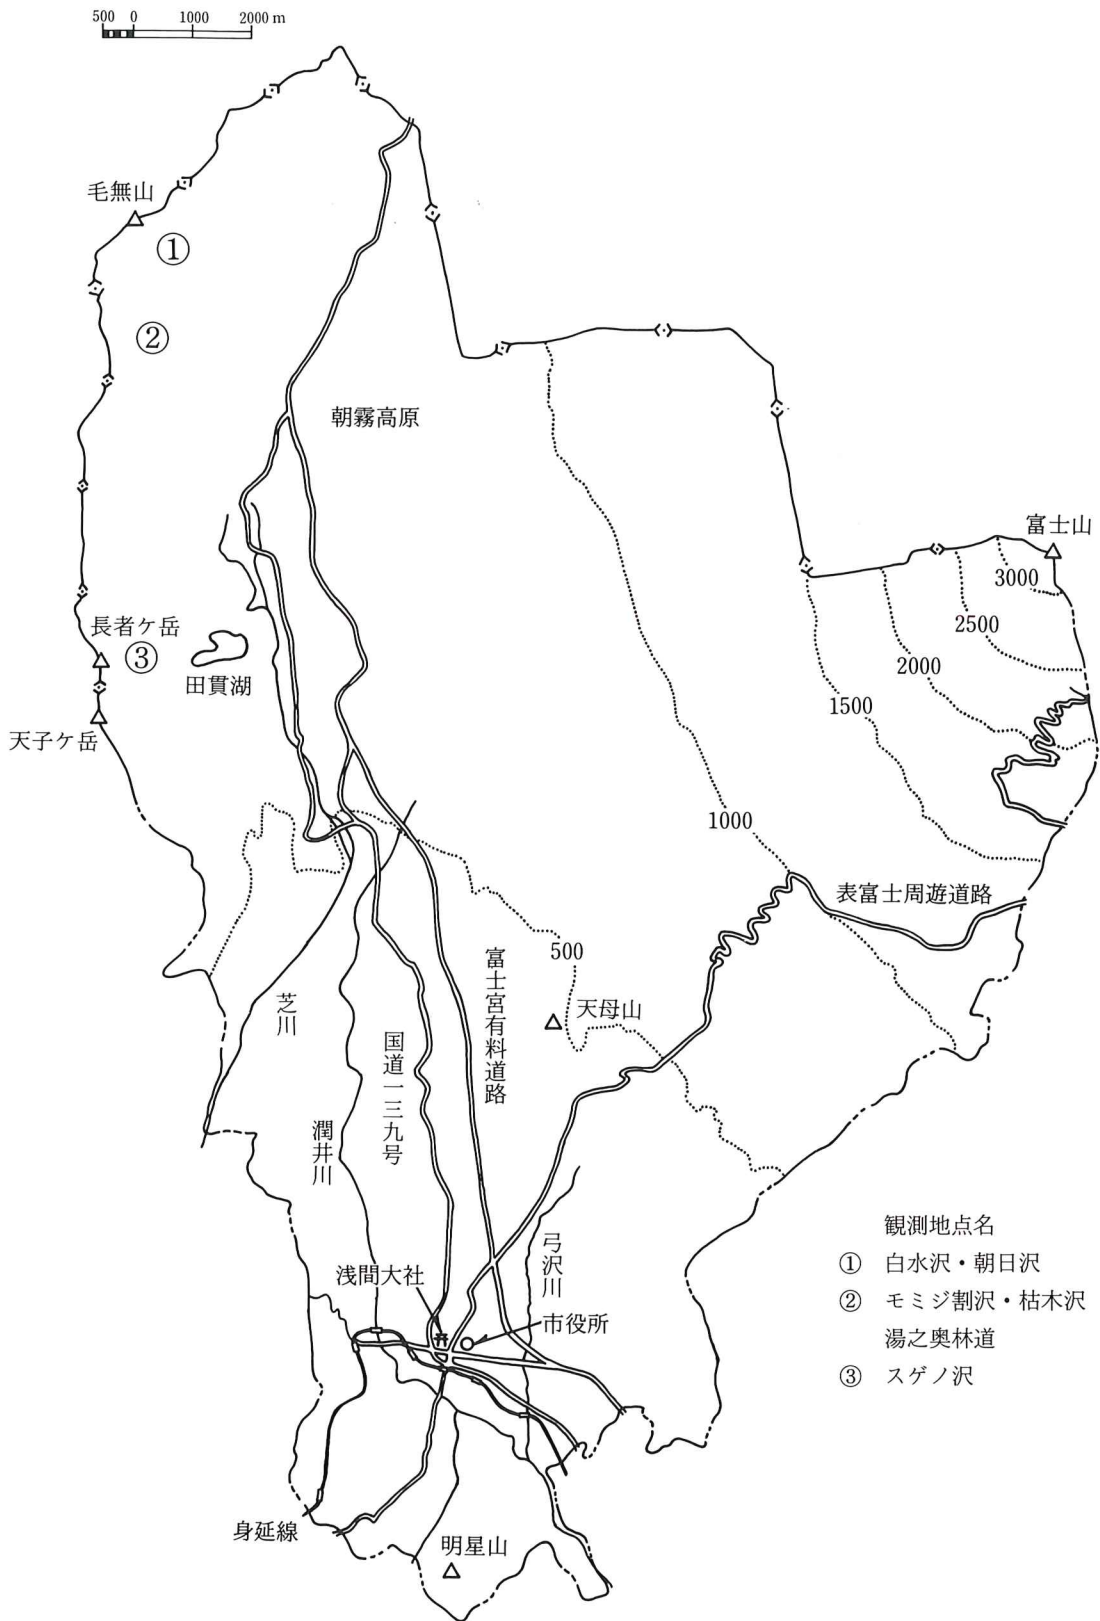 500 0 1000 2000 m
毛無山
①
②
朝霧高原
富士山
3000
2500
長者ケ岳
③
田貫湖
2000
1500
天子ケ岳
1000
表富士周遊道路
500
富士宮有料道路
天母山
芝川
国道一三九号
潤井川
弓沢川
浅間大社
市役所
観測地点名
① 白水沢・朝日沢
② モミジ割沢・枯木沢
湯之奥林道
③ スゲノ沢
身延線
明星山